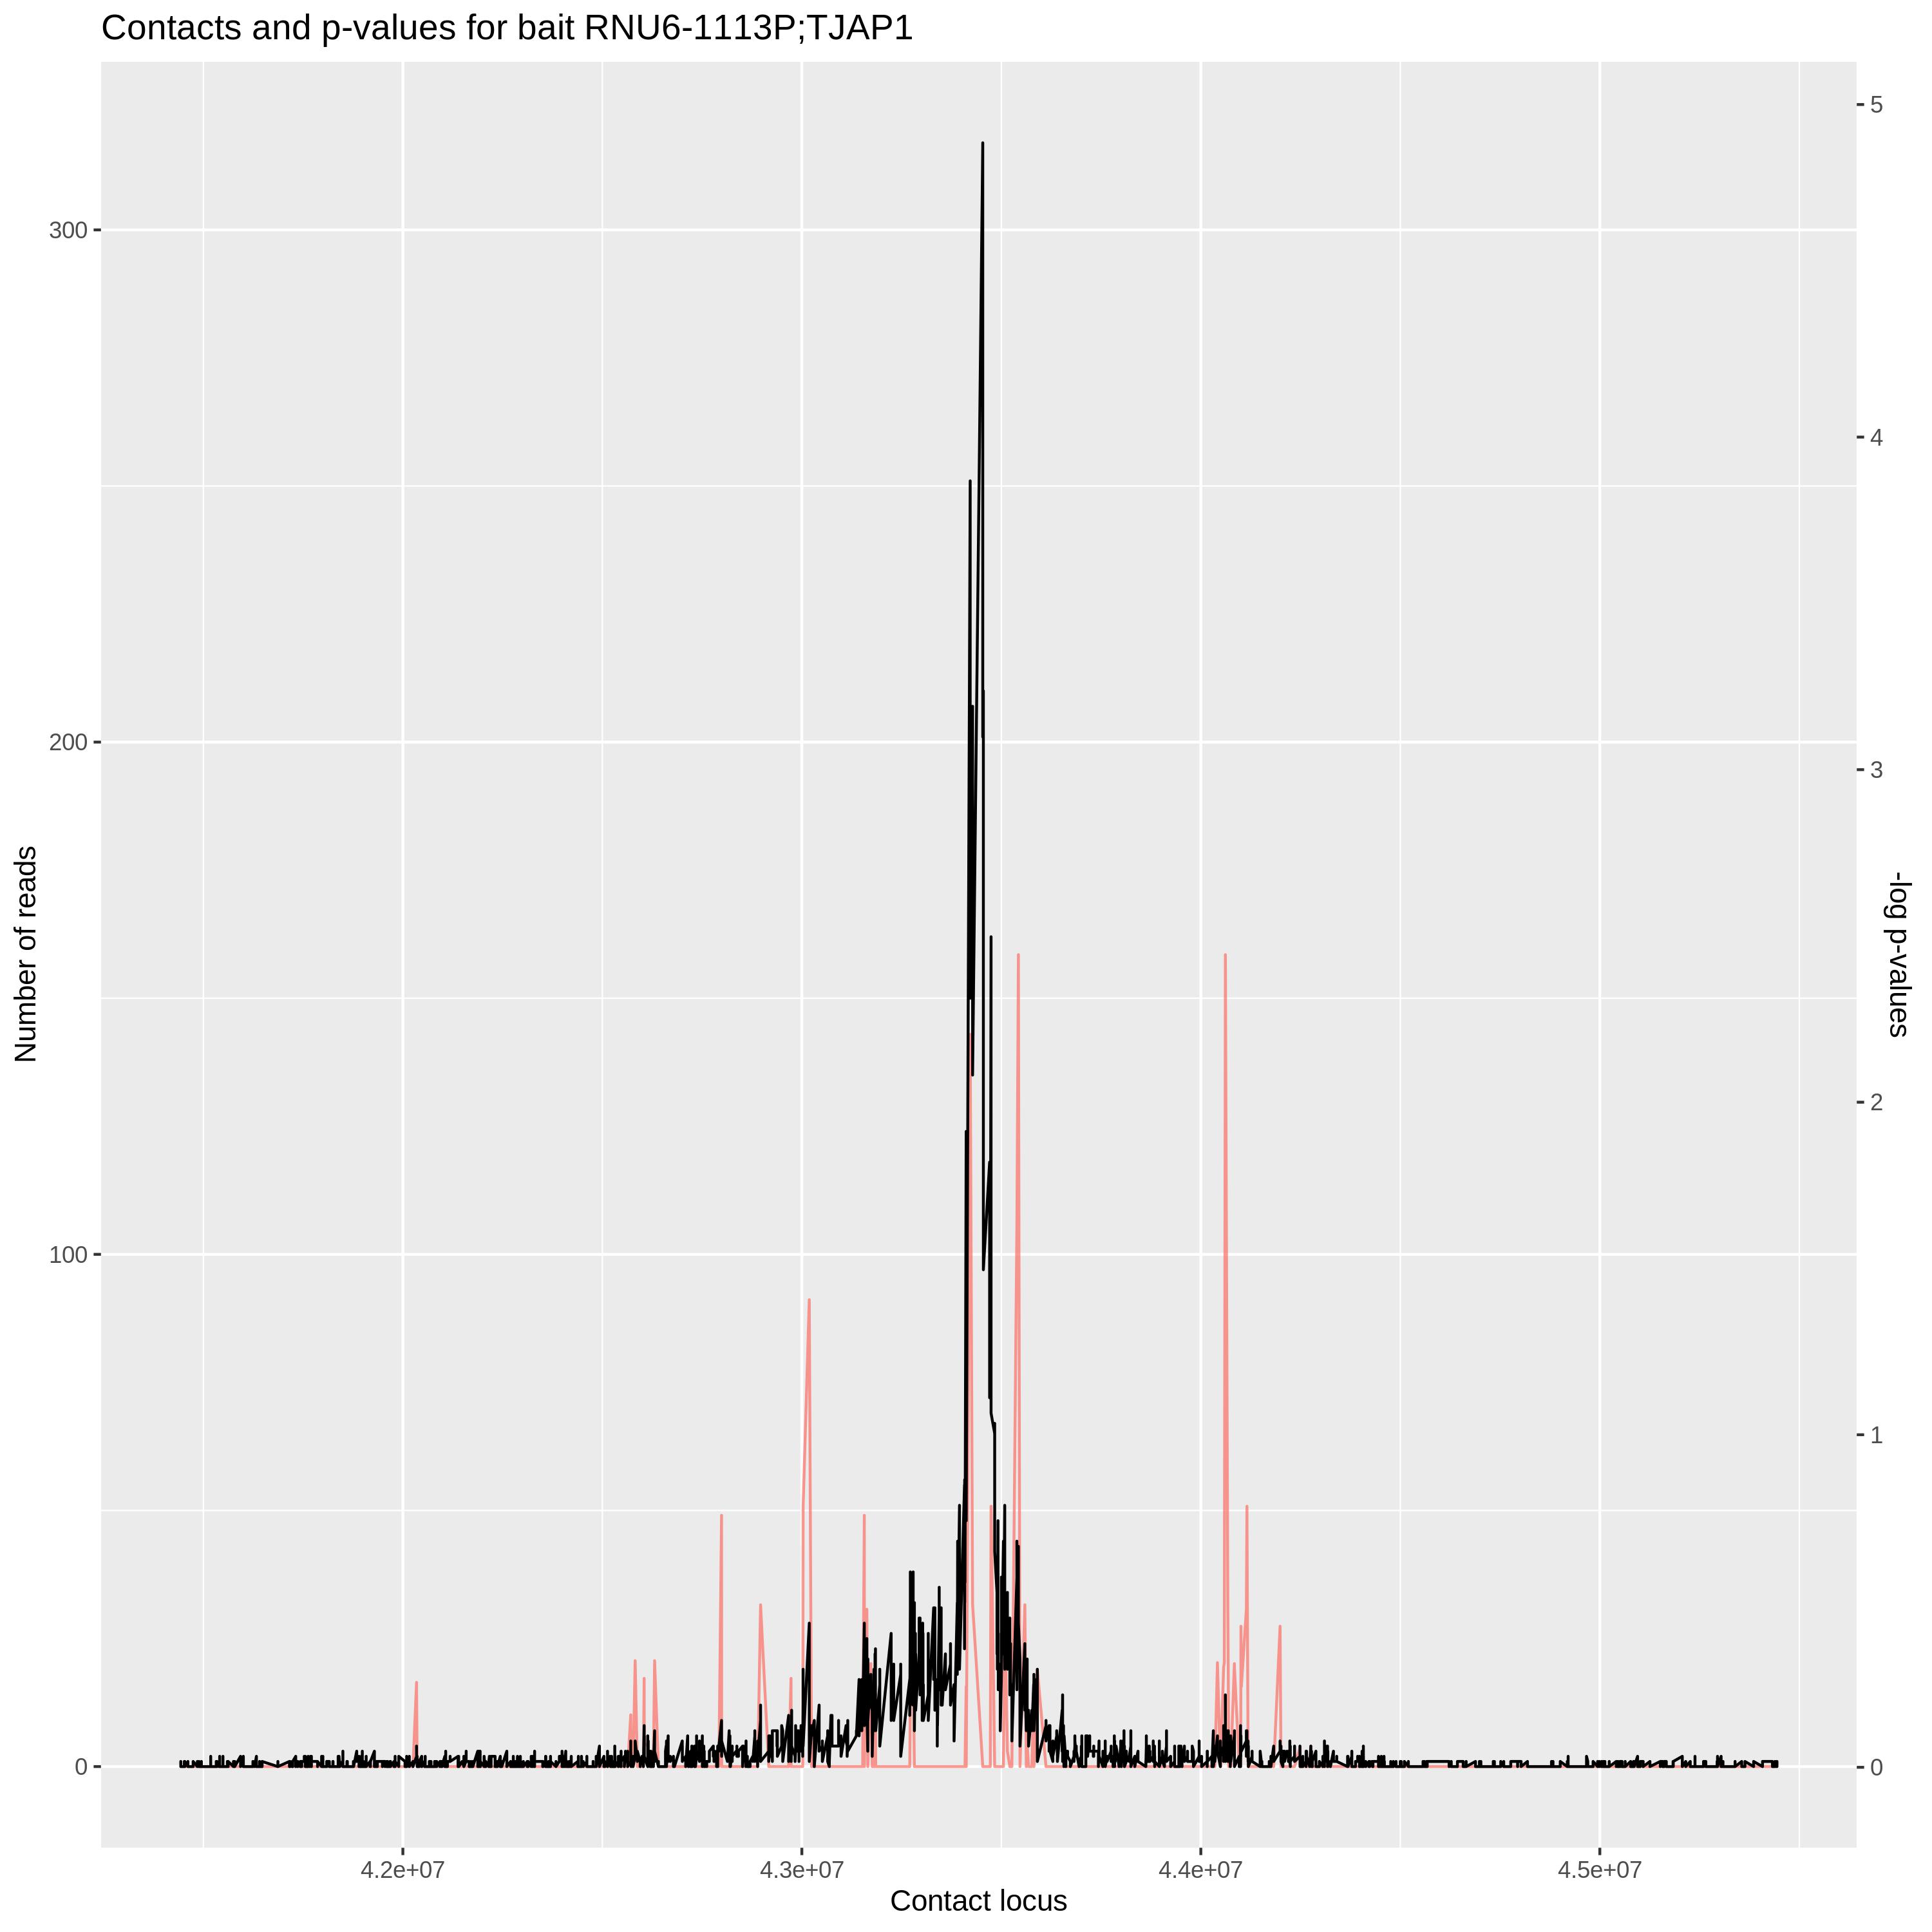 Contacts and p-values for bait RNU6-1113P;TJAP1
300
200
100
0
Number of reads
5
4
3
2
1
0
-log p-values
4.2e+07
4.3e+07
4.4e+07
4.5e+07
Contact locus